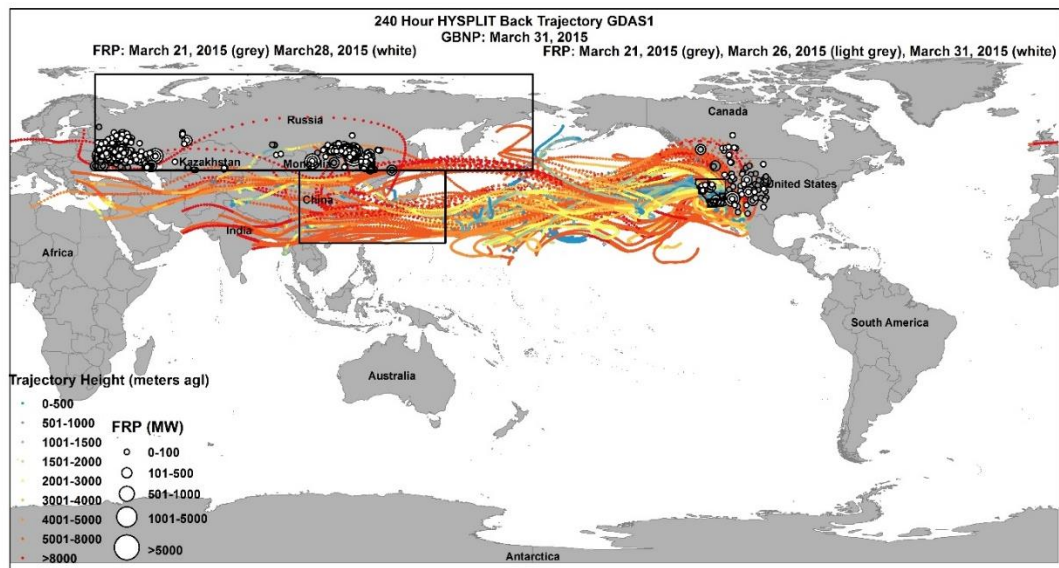 240 Hour HYSPLIT Back Trajectory GDAS1
GBNP: March 31, 2015
FRP: March 21, 2015 (grey) March28, 2015 (white)
FRP: March 21, 2015 (grey), March 26, 2015 (light grey), March 31, 2015 (white)
Canada
Russia
Kazakhstan
United States
China
India
Africa
South America
Australia
Trajectory Height (meters agl)
0-500
501-1000
1001-1500
1501-2000
2001-3000
3001-4000
4001-5000
5001-8000
>8000
FRP (MW)
0-100
101-500
501-1000
1001-5000
>5000
Antarctica